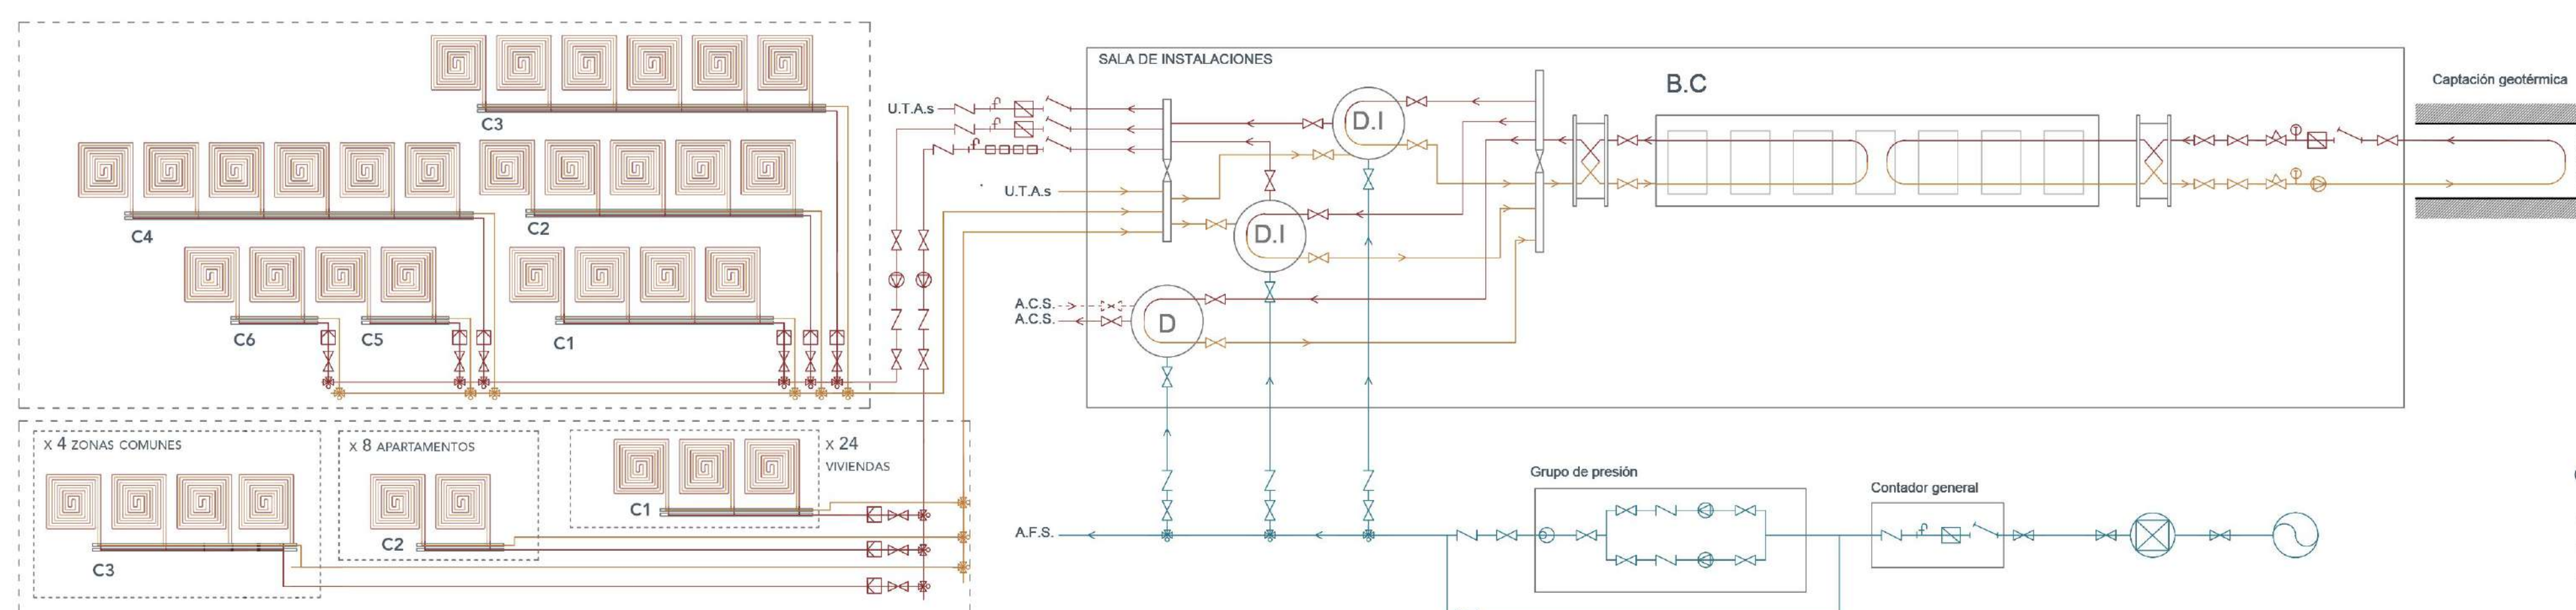 SALA DE INSTALACIONES
B.C
Captación geotérmica
U.T.A.s
D.I
C3
U.T.A.s
C4
C2
D.I
A.C.S.
A.C.S.
D
C6
C5
C1
x 4 ZONAS COMUNES
x 8 APARTAMENTOS
x 24
VIVIENDAS
Grupo de presión
Contador general
C1
A.F.S.
C2
C3